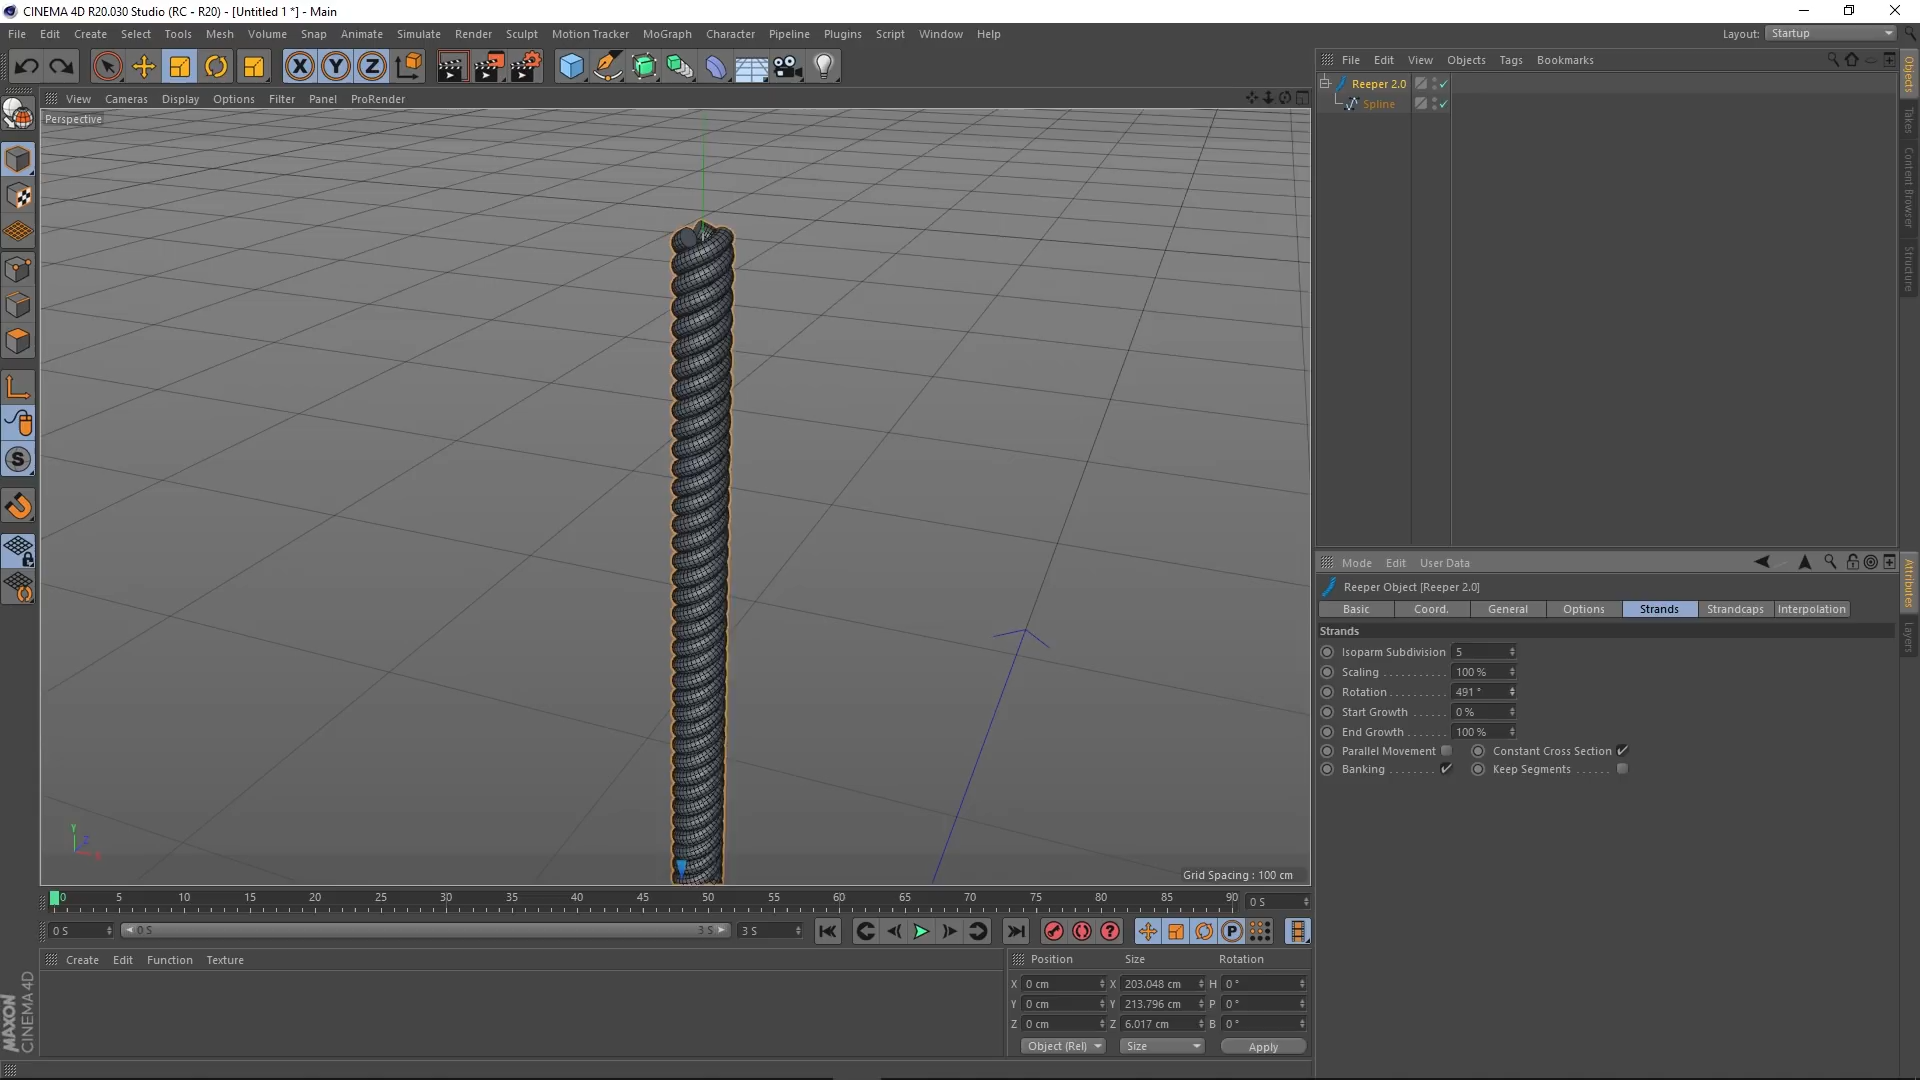 CINEMA 4D R20.030 Studio (RC - R20) - [Untitled 1 *] - Main
File Edit Create Select Tools Mesh Volume Snap Animate Simulate Render Sculpt Motion Tracker MoGraph Character Pipeline Plugins Script Window Help
Layout: Startup
X Y Z
File Edit View Objects Tags Bookmarks
Reeper 2.0
Spline
View Cameras Display Options Filter Panel ProRender
Perspective
Objects
Takes
Content Browser
Structure
S
Y Z X
Grid Spacing : 100 cm
Mode Edit User Data
Reeper Object [Reeper 2.0]
Basic Coord. General Options Strands Strandcaps Interpolation
Strands
Isoparm Subdivision 5
Scaling . . . . . . . . . . 100 %
Rotation . . . . . . . . . 491 °
Start Growth . . . . . . 0 %
End Growth . . . . . . . 100 %
Parallel Movement Constant Cross Section
Banking . . . . . . . . Keep Segments . . . . . .
Attributes
Layers
0 5 10 15 20 25 30 35 40 45 50 55 60 65 70 75 80 85 90 0 S
0 S 0 S 3 S 3 S
P
Create Edit Function Texture
Position Size Rotation
X 0 cm X 203.048 cm H 0 °
Y 0 cm Y 213.796 cm P 0 °
Z 0 cm Z 6.017 cm B 0 °
Object (Rel) Size Apply
MAXON
CINEMA 4D